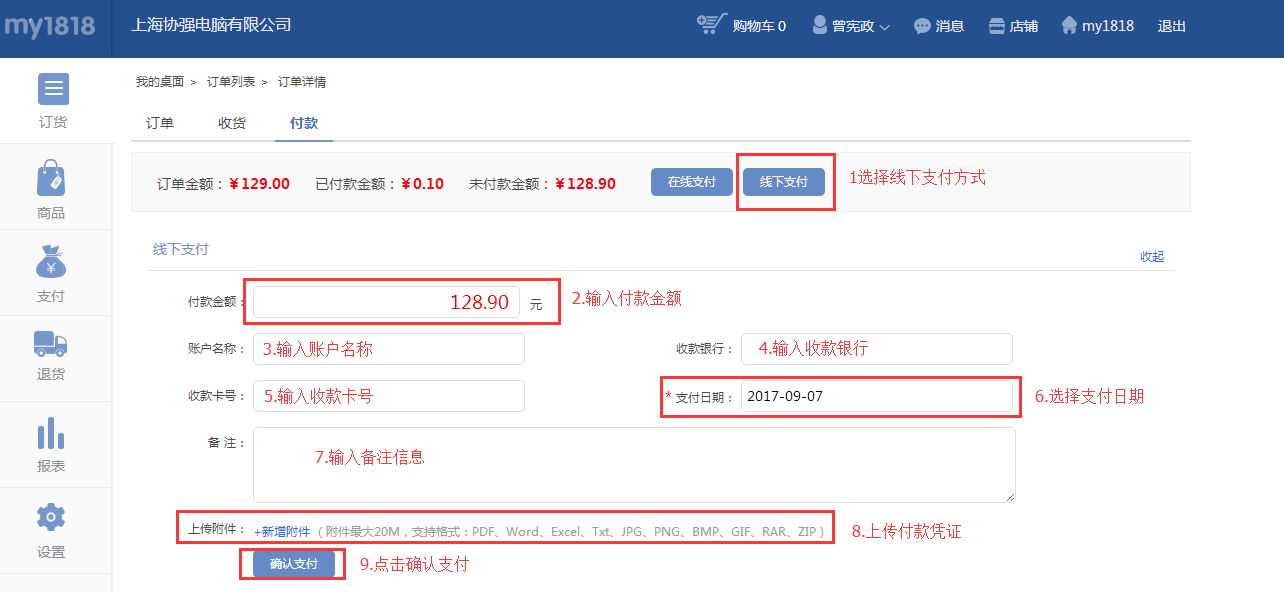 my1818 上海协强电脑有限公司 购物车 0 曾宪政 消息 店铺 my1818 退出
我的桌面 > 订单列表 > 订单详情
订货
订单 收货 付款
订单金额：￥129.00 已付款金额：￥0.10 未付款金额：￥128.90 在线支付 线下支付 1选择线下支付方式
商品
线下支付 收起
支付
付款金额： 128.90 元 2.输入付款金额
账户名称： 3.输入账户名称 收款银行： 4.输入收款银行
退货
收款卡号： 5.输入收款卡号 * 支付日期： 2017-09-07 6.选择支付日期
备 注： 7.输入备注信息
报表
上传附件： +新增附件 （ 附件最大20M，支持格式：PDF、Word、Excel、Txt、JPG、PNG、BMP、GIF、RAR、ZIP ） 8.上传付款凭证
设置
确认支付 9.点击确认支付